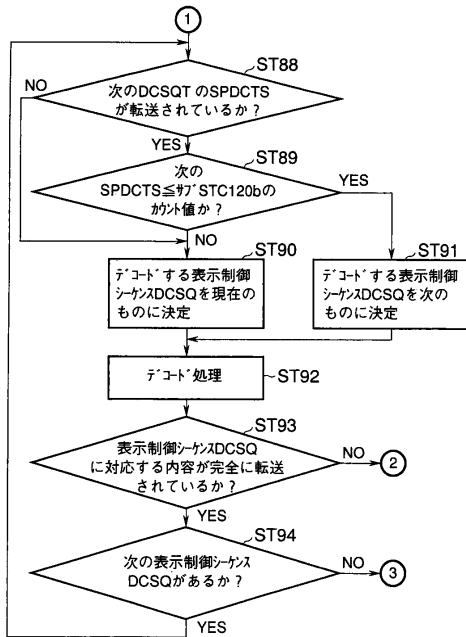 1
ST88
NO
次のDCSQT のSPDCTS
が転送されているか？
YES
ST89
次の
SPDCTS≦ｻﾌﾞSTC120bの
カウント値か？
YES
NO
ST90
ﾃﾞｺｰﾄﾞする表示制御
ｼｰｹﾝｽDCSQを現在の
ものに決定
ST91
ﾃﾞｺｰﾄﾞする表示制御
ｼｰｹﾝｽDCSQを次の
ものに決定
ﾃﾞｺｰﾄﾞ処理
ST92
ST93
表示制御ｼｰｹﾝｽDCSQ
に対応する内容が完全に転送
されているか？
NO
2
YES
ST94
次の表示制御ｼｰｹﾝｽ
DCSQがあるか？
NO
3
YES